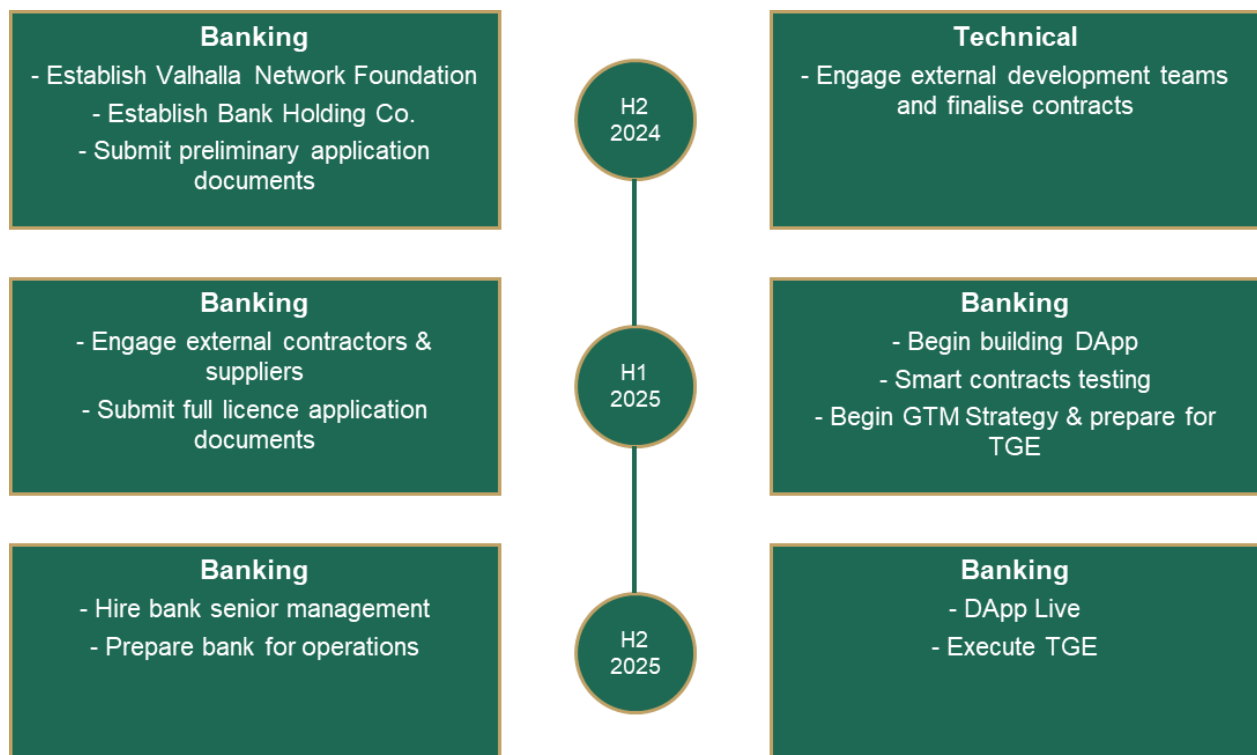 Banking
- Establish Valhalla Network Foundation
- Establish Bank Holding Co.
- Submit preliminary application
documents
H2
2024
Technical
- Engage external development teams
and finalise contracts
Banking
- Engage external contractors &
suppliers
- Submit full licence application
documents
H1
2025
Banking
- Begin building DApp
- Smart contracts testing
- Begin GTM Strategy & prepare for
TGE
Banking
- Hire bank senior management
- Prepare bank for operations
H2
2025
Banking
- DApp Live
- Execute TGE